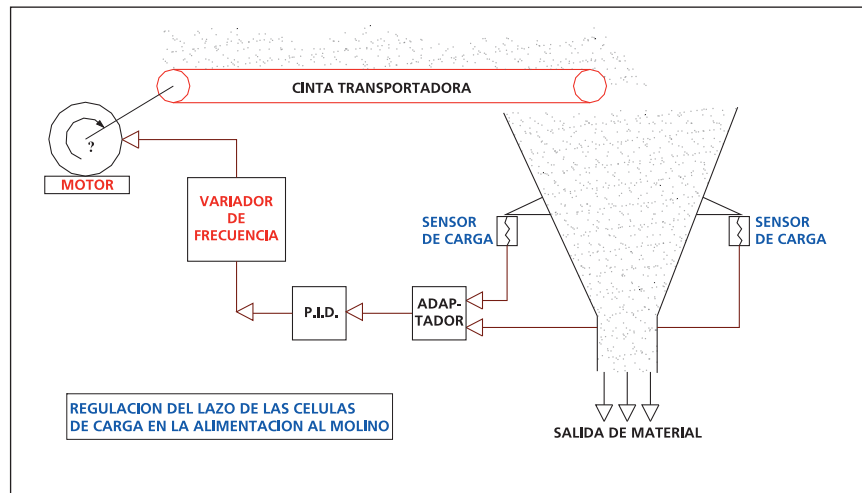 CINTA TRANSPORTADORA
?
MOTOR
VARIADOR
DE
FRECUENCIA
SENSOR
DE CARGA
SENSOR
DE CARGA
P.I.D.
ADAP-
TADOR
REGULACION DEL LAZO DE LAS CELULAS
DE CARGA EN LA ALIMENTACION AL MOLINO
SALIDA DE MATERIAL